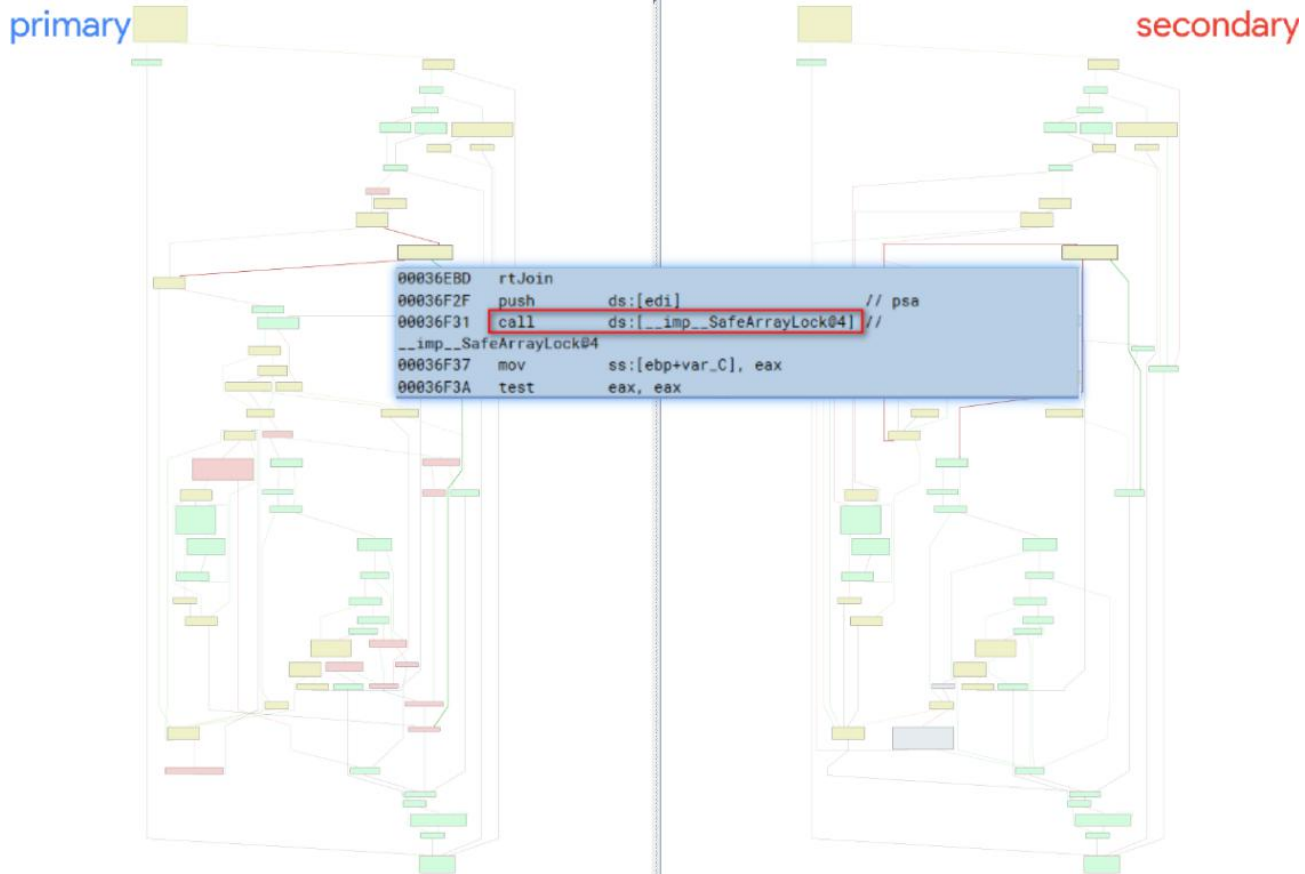 primary
secondary
00036EBD rtJoin
00036F2F push ds:[edi] // psa
00036F31 call ds:[__imp__SafeArrayLock@4] //
__imp__SafeArrayLock@4
00036F37 mov ss:[ebp+var_C], eax
00036F3A test eax, eax